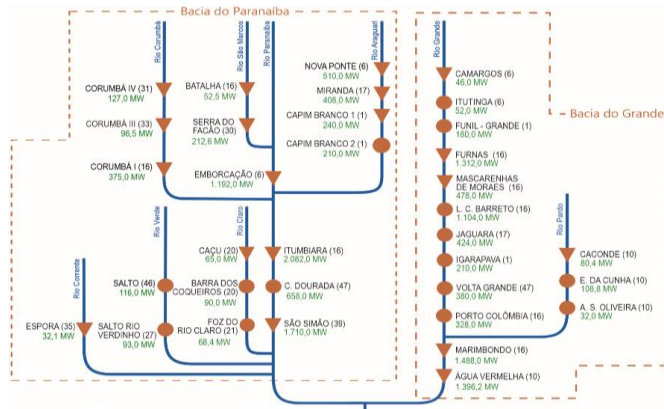 Bacia do Paranaíba
Rio Corumbá
Rio São Marcos
Rio Paranaíba
Rio Araguari
Rio Grande
CORUMBÁ IV (31)
127,0 MW
CORUMBÁ III (33)
96,5 MW
CORUMBÁ I (16)
375,0 MW
BATALHA (16)
52,5 MW
SERRA DO
FACÃO (30)
212,6 MW
EMBORCAÇÃO (6)
1.192,0 MW
NOVA PONTE (6)
510,0 MW
MIRANDA (17)
408,0 MW
CAPIM BRANCO 1 (1)
240,0 MW
CAPIM BRANCO 2 (1)
210,0 MW
Rio Verde
Rio Claro
Rio Corrente
CAÇU (20)
65,0 MW
SALTO (46)
116,0 MW
BARRA DOS
COQUEIROS (20)
90,0 MW
ESPORA (35)
32,1 MW
SALTO RIO
VERDINHO (27)
93,0 MW
FOZ DO
RIO CLARO (21)
68,4 MW
ITUMBIARA (16)
2.082,0 MW
C. DOURADA (47)
658,0 MW
SÃO SIMÃO (39)
1.710,0 MW
CAMARGOS (6)
46,0 MW
ITUTINGA (6)
52,0 MW
FUNIL - GRANDE (1)
180,0 MW
FURNAS (16)
1.312,0 MW
MASCARENHAS
DE MORAES (16)
478,0 MW
L. C. BARRETO (16)
1.104,0 MW
JAGUARA (17)
424,0 MW
IGARAPAVA (1)
210,0 MW
VOLTA GRANDE (47)
380,0 MW
PORTO COLÔMBIA (16)
328,0 MW
MARIMBONDO (16)
1.488,0 MW
ÁGUA VERMELHA (10)
1.396,2 MW
Bacia do Grande
Rio Pardo
CACONDE (10)
80,4 MW
E. DA CUNHA (10)
108,8 MW
A. S. OLIVEIRA (10)
32,0 MW